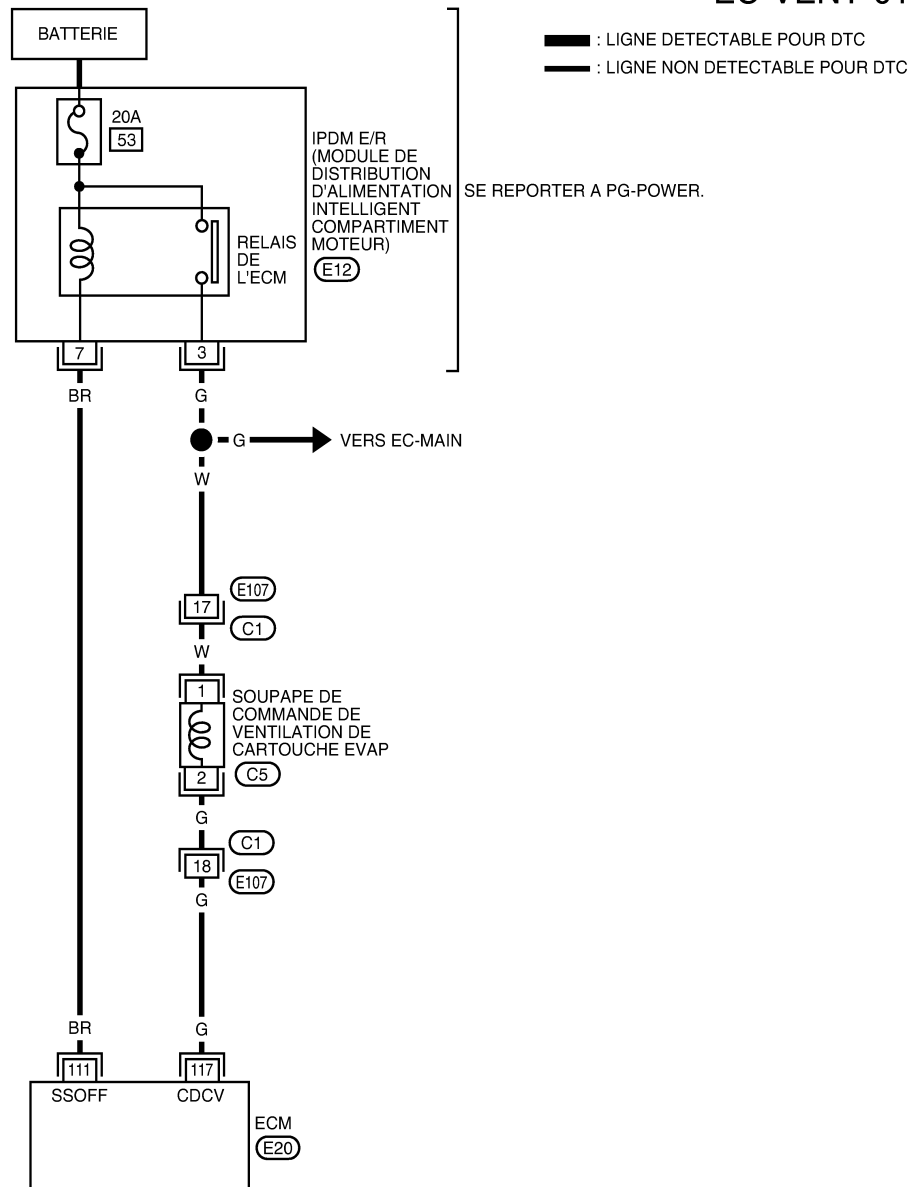 BATTERIE
: LIGNE DETECTABLE POUR DTC
: LIGNE NON DETECTABLE POUR DTC
20A
53
IPDM E/R
(MODULE DE
DISTRIBUTION
D'ALIMENTATION
INTELLIGENT
COMPARTIMENT
MOTEUR)
E12
SE REPORTER A PG-POWER.
RELAIS
DE
L'ECM
7
3
BR
G
G
VERS EC-MAIN
W
E107
17
C1
W
1
SOUPAPE DE
COMMANDE DE
VENTILATION DE
CARTOUCHE EVAP
2
C5
G
C1
18
E107
G
BR
G
111
117
SSOFF
CDCV
ECM
E20